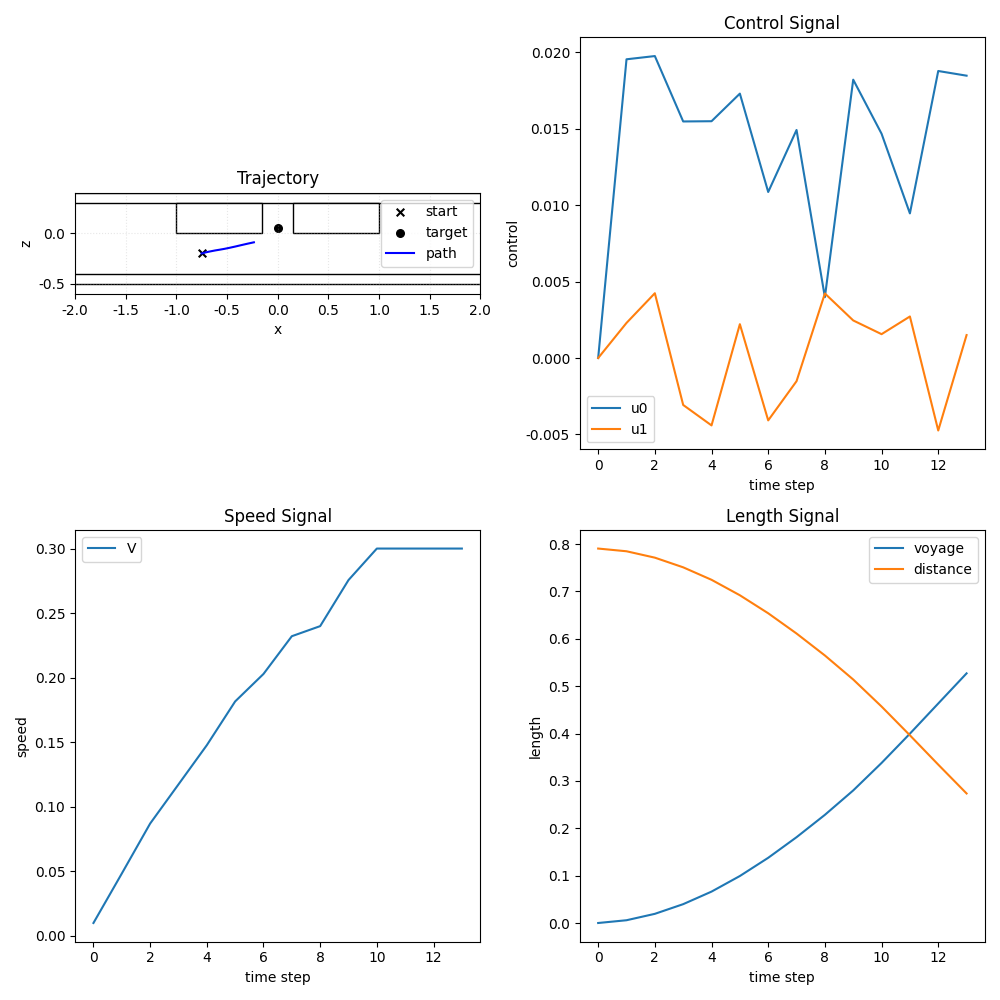 Trajectory
0.0
-0.5
z
-2.0 -1.5 -1.0 -0.5 0.0 0.5 1.0 1.5 2.0
x
start
target
path
Control Signal
0.020
0.015
0.010
0.005
0.000
-0.005
control
u0
u1
0 2 4 6 8 10 12
time step
Speed Signal
V
0.30
0.25
0.20
0.15
0.10
0.05
0.00
speed
0 2 4 6 8 10 12
time step
Length Signal
voyage
distance
0.8
0.7
0.6
0.5
0.4
0.3
0.2
0.1
0.0
length
0 2 4 6 8 10 12
time step